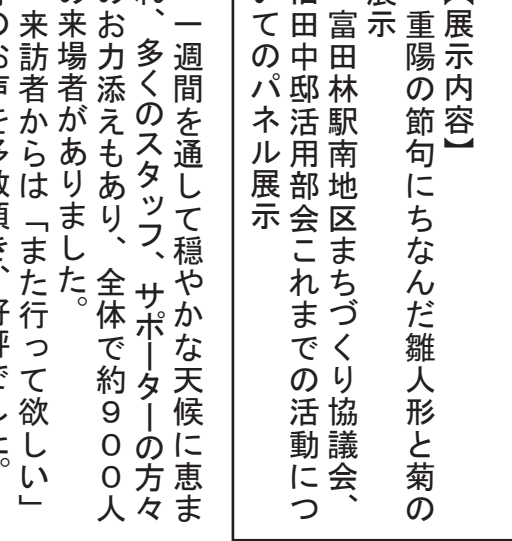 【展示内容】
重陽の節句にちなんだ雛人形と菊の
展示
富田林駅南地区まちづくり協議会、
田中邸活用部会これまでの活動につ
いてのパネル展示
一週間を通して穏やかな天候に恵ま
れ、多くのスタッフ、サポーターの方々
のお力添えもあり、全体で約９００人
の来場者がありました。
来訪者からは「また行って欲しい」
のお声を多数頂き、好評でした。